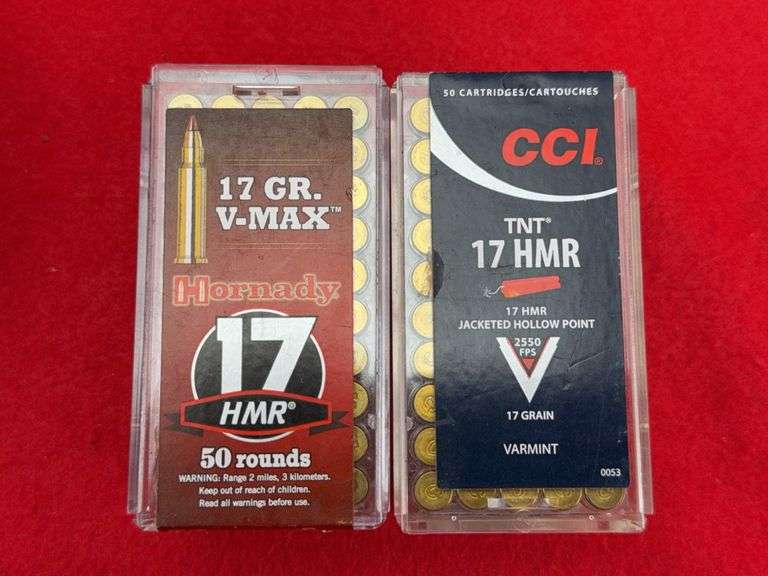 17 GR.
V-MAX™
Hornady
17
HMR®
50 rounds
WARNING: Range 2 miles, 3 kilometers.
Keep out of reach of children.
Read all warnings before use.
50 CARTRIDGES/CARTOUCHES
CCI®
TNT®
17 HMR
17 HMR
JACKETED HOLLOW POINT
2550
FPS
17 GRAIN
VARMINT
0053